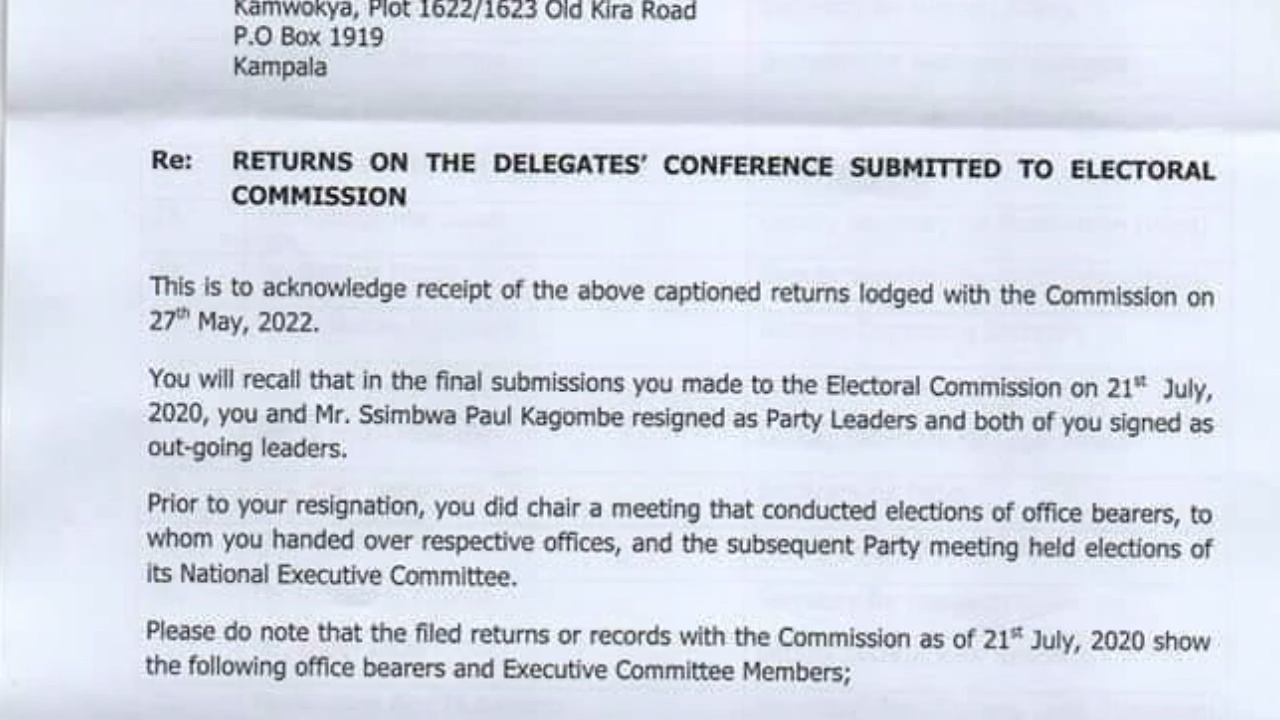 Kamwokya, Plot 1622/1623 Old Kira Road
P.O Box 1919
Kampala
Re: RETURNS ON THE DELEGATES' CONFERENCE SUBMITTED TO ELECTORAL
COMMISSION
This is to acknowledge receipt of the above captioned returns lodged with the Commission on
27th May, 2022.
You will recall that in the final submissions you made to the Electoral Commission on 21st July,
2020, you and Mr. Ssimbwa Paul Kagombe resigned as Party Leaders and both of you signed as
out-going leaders.
Prior to your resignation, you did chair a meeting that conducted elections of office bearers, to
whom you handed over respective offices, and the subsequent Party meeting held elections of
its National Executive Committee.
Please do note that the filed returns or records with the Commission as of 21st July, 2020 show
the following office bearers and Executive Committee Members;